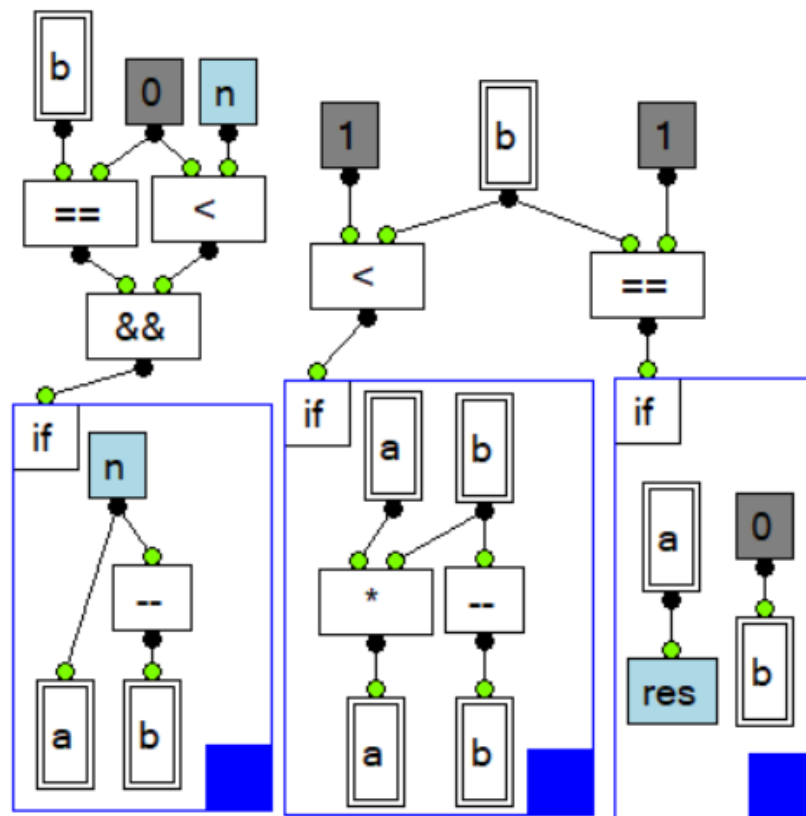 b 0 n
1 b 1
== <
< ==
&&
if
n
--
a b
if
a b
* --
a b
if
a 0
res b